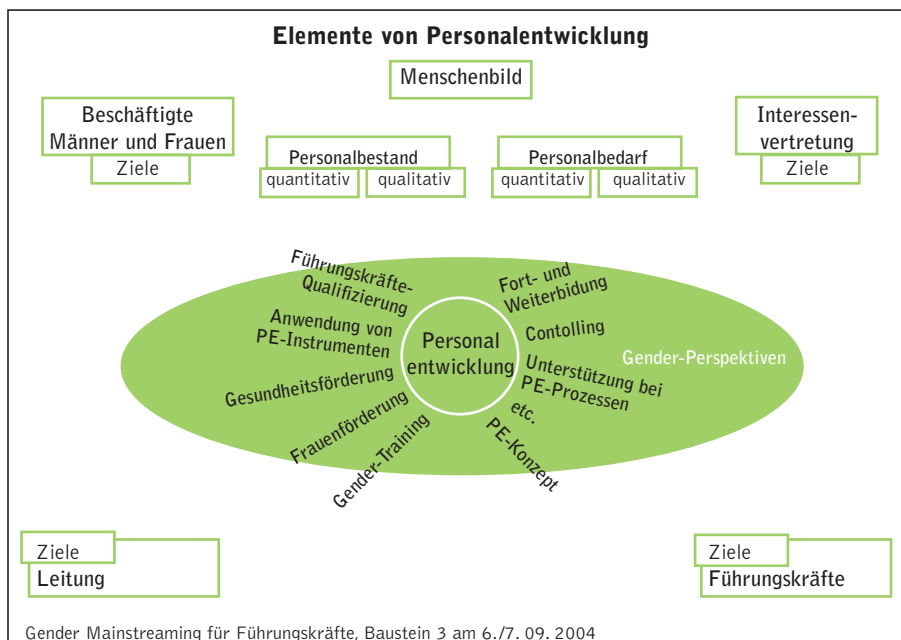 Elemente von Personalentwicklung
Menschenbild
Beschäftigte
Männer und Frauen
Ziele
Personalbestand
quantitativ
qualitativ
Personalbedarf
quantitativ
qualitativ
Interessen-
vertretung
Ziele
Führungskräfte-
Qualifizierung
Anwendung von
PE-Instrumenten
Gesundheitsförderung
Frauenförderung
Gender-Training
Personal
entwicklung
Fort- und
Weiterbidung
Contolling
Unterstützung bei
PE-Prozessen
etc.
PE-Konzept
Gender-Perspektiven
Ziele
Leitung
Ziele
Führungskräfte
Gender Mainstreaming für Führungskräfte, Baustein 3 am 6./7. 09. 2004